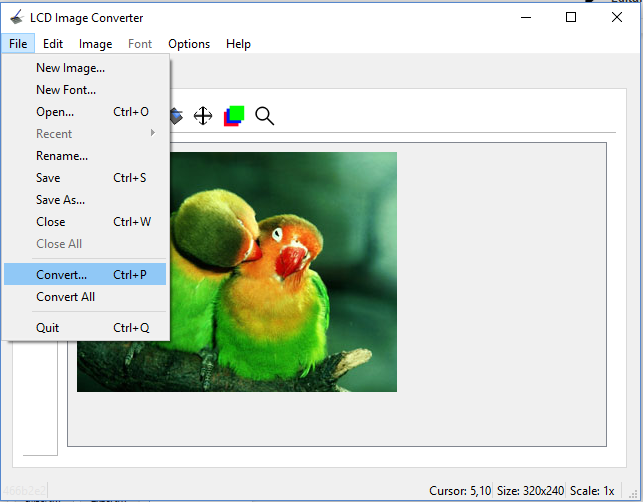 LCD Image Converter
File Edit Image Font Options Help
New Image...
New Font...
Open... Ctrl+O
Recent
Rename...
Save Ctrl+S
Save As...
Close Ctrl+W
Close All
Convert... Ctrl+P
Convert All
Quit Ctrl+Q
466b2e2 Cursor: 5,10 Size: 320x240 Scale: 1x